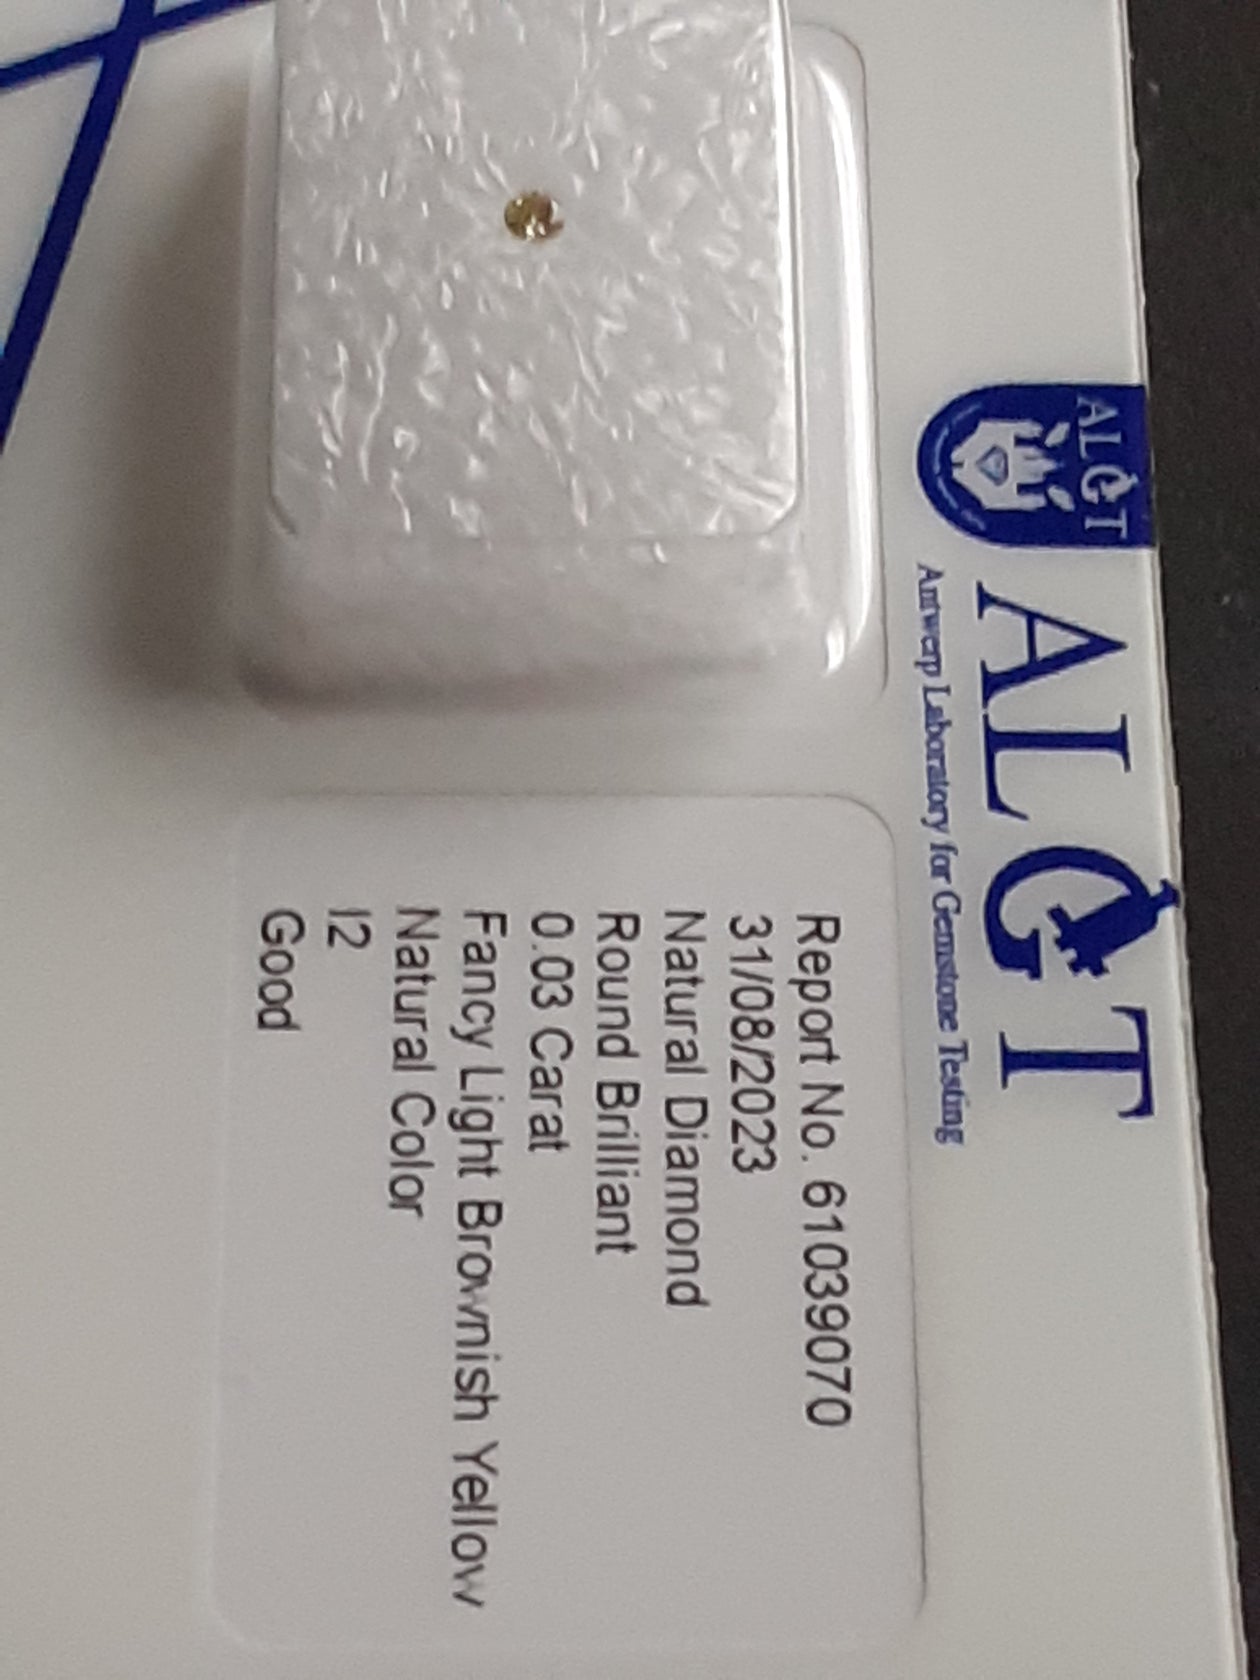 ALGT
ALGT
Antwerp Laboratory for Gemstone Testing
Report No. 61039070
31/08/2023
Natural Diamond
Round Brilliant
0.03 Carat
Fancy Light Brownish Yellow
Natural Color
I2
Good